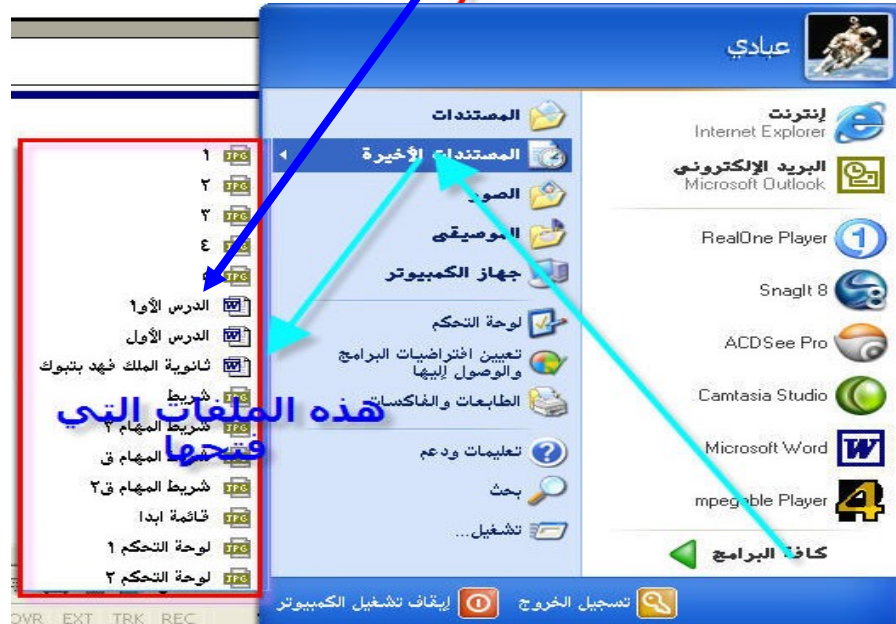 عبادي
إنترنت
Internet Explorer
البريد الإلكتروني
Microsoft Outlook
RealOne Player
SnagIt 8
ACDSee Pro
Camtasia Studio
Microsoft Word
mpegable Player
كافة البرامج
المستندات
المستندات الأخيرة
الصور
الموسيقى
جهاز الكمبيوتر
لوحة التحكم
تعيين افتراضيات البرامج
والوصول إليها
الطابعات والفاكسات
تعليمات ودعم
بحث
تشغيل...
١
٢
٣
٤
الدرس الأو١
الدرس الأول
ثانوية الملك فهد بتبوك
شريط
شريط المهام ٢
شريط المهام ق
شريط المهام ق٢
قائمة ابدا
لوحة التحكم ١
لوحة التحكم ٢
هذه الملفات التي
فتحها
تسجيل الخروج
إيقاف تشغيل الكمبيوتر
OVR EXT TRK REC